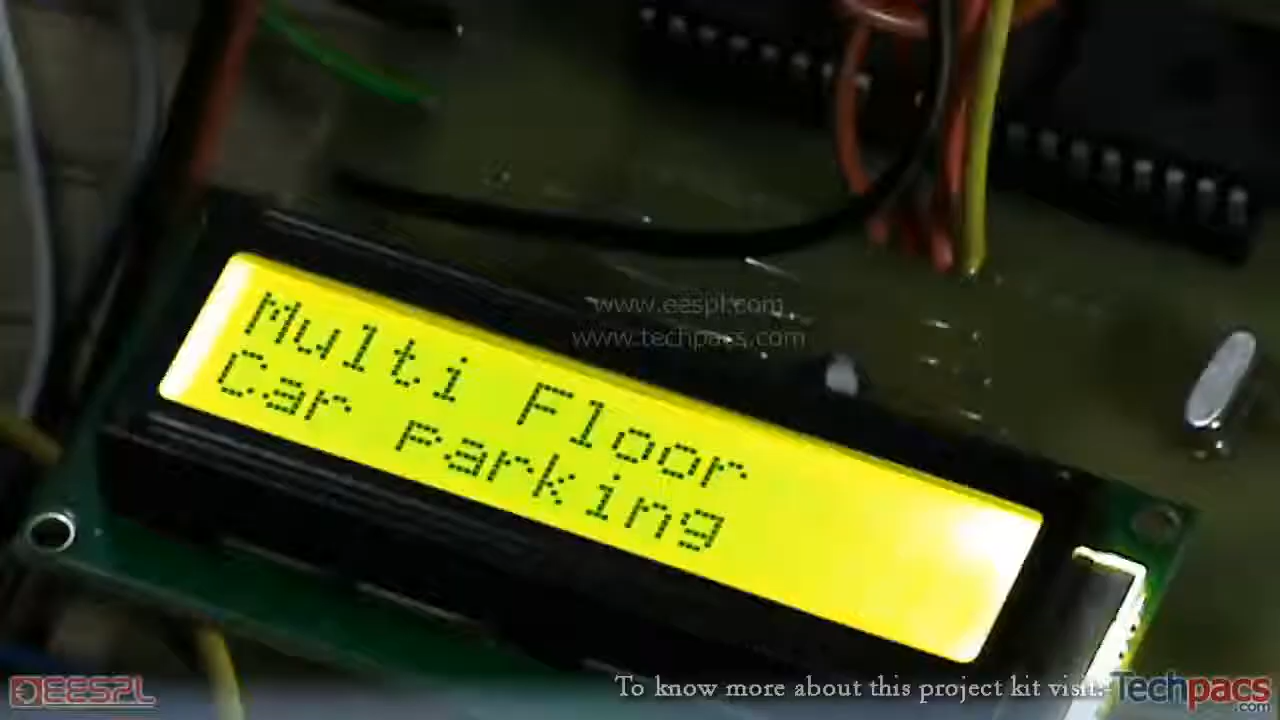 www.eespl.com
www.techpacs.com
Multi Floor
Car parking
EESPL
To know more about this project kit visit:-
Techpacs
.com